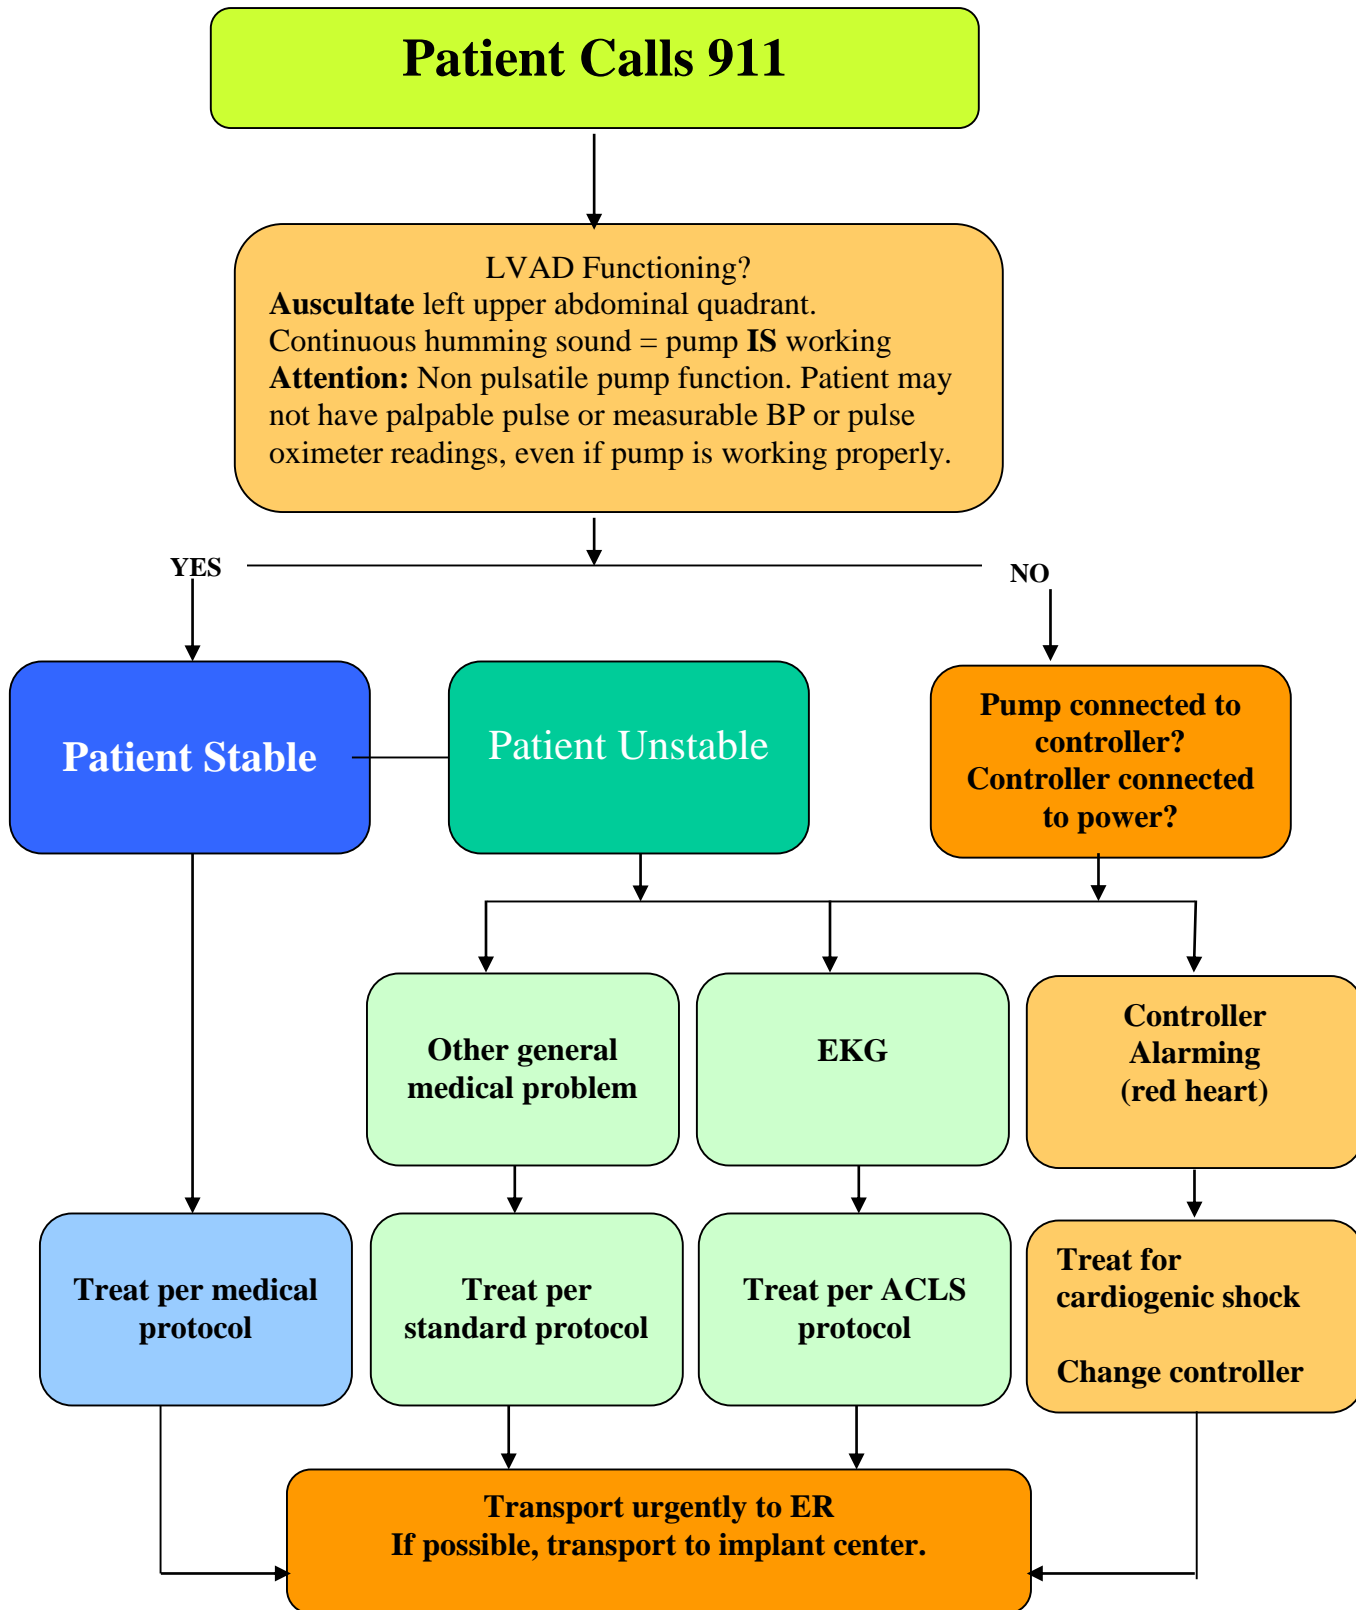 Patient Calls 911
LVAD Functioning?
Auscultate left upper abdominal quadrant.
Continuous humming sound = pump IS working
Attention: Non pulsatile pump function. Patient may
not have palpable pulse or measurable BP or pulse
oximeter readings, even if pump is working properly.
YES
NO
Patient Stable
Patient Unstable
Pump connected to
controller?
Controller connected
to power?
Other general
medical problem
EKG
Controller
Alarming
(red heart)
Treat per medical
protocol
Treat per
standard protocol
Treat per ACLS
protocol
Treat for
cardiogenic shock
Change controller
Transport urgently to ER
If possible, transport to implant center.